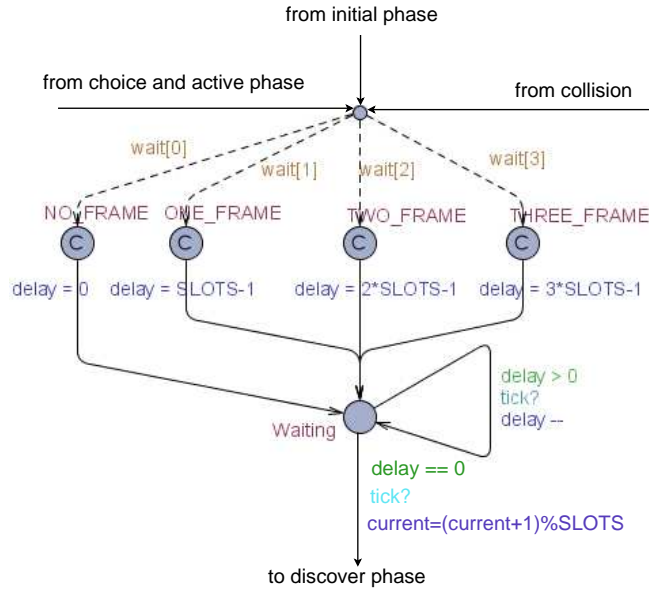 from initial phase
from choice and active phase
from collision
wait[0]
wait[1]
wait[2]
wait[3]
NO_FRAME
ONE_FRAME
TWO_FRAME
THREE_FRAME
C
C
C
C
delay = 0
delay = SLOTS-1
delay = 2*SLOTS-1
delay = 3*SLOTS-1
delay > 0
tick?
delay --
Waiting
delay == 0
tick?
current=(current+1)%SLOTS
to discover phase